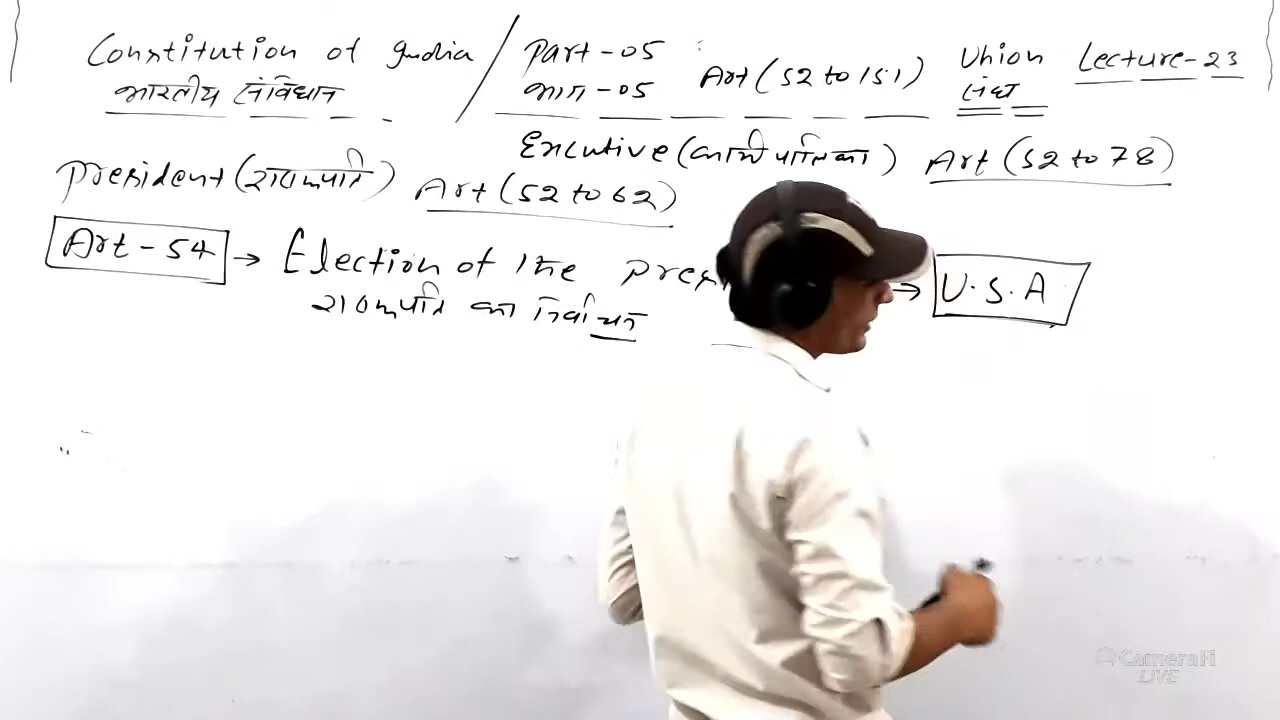 Constitution of India / Part-05 : Art (52 to 151) Union Lecture-23
भारतीय संविधान भाग-05 संघ
Executive (कार्यपालिका) Art (52 to 78)
President (राष्ट्रपति) Art (52 to 62)
Art-54 → Election of the pres → U.S.A
राष्ट्रपति का निर्वाचन
CameraFi
LIVE